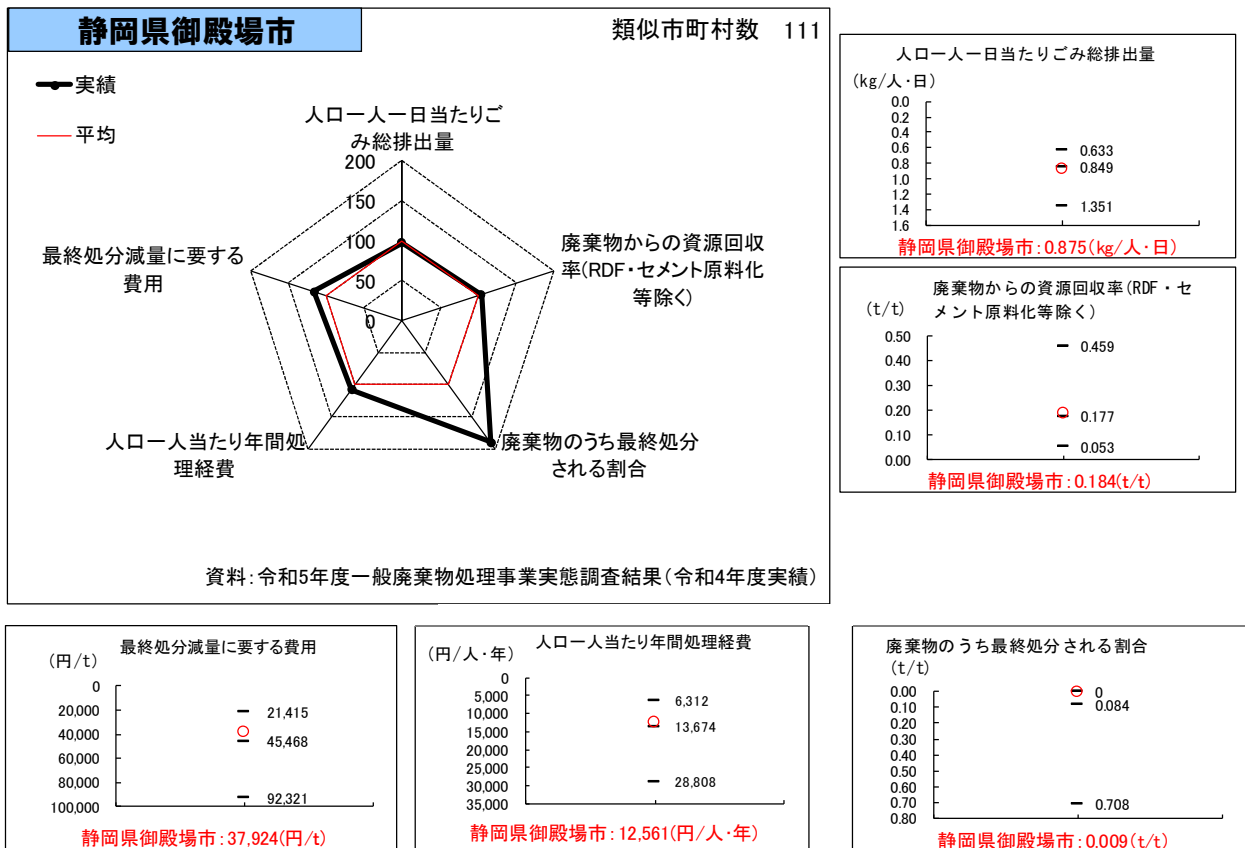 静岡県御殿場市
類似市町村数 111
実績
平均
人口一人一日当たりご
み総排出量
200
150
100
50
0
廃棄物からの資源回収
率(RDF・セメント原料化
等除く)
廃棄物のうち最終処分
される割合
人口一人当たり年間処
理経費
最終処分減量に要する
費用
資料:令和5年度一般廃棄物処理事業実態調査結果(令和4年度実績)
人口一人一日当たりごみ総排出量
(kg/人・日)
0.0
0.2
0.4
0.6
0.8
1.0
1.2
1.4
1.6
0.633
0.849
1.351
静岡県御殿場市:0.875(kg/人・日)
廃棄物からの資源回収率(RDF・セ
メント原料化等除く)
(t/t)
0.50
0.40
0.30
0.20
0.10
0.00
0.459
0.177
0.053
静岡県御殿場市:0.184(t/t)
最終処分減量に要する費用
(円/t)
0
20,000
40,000
60,000
80,000
100,000
21,415
45,468
92,321
静岡県御殿場市:37,924(円/t)
人口一人当たり年間処理経費
(円/人・年)
0
5,000
10,000
15,000
20,000
25,000
30,000
35,000
6,312
13,674
28,808
静岡県御殿場市:12,561(円/人・年)
廃棄物のうち最終処分される割合
(t/t)
0.00
0.10
0.20
0.30
0.40
0.50
0.60
0.70
0.80
0
0.084
0.708
静岡県御殿場市:0.009(t/t)